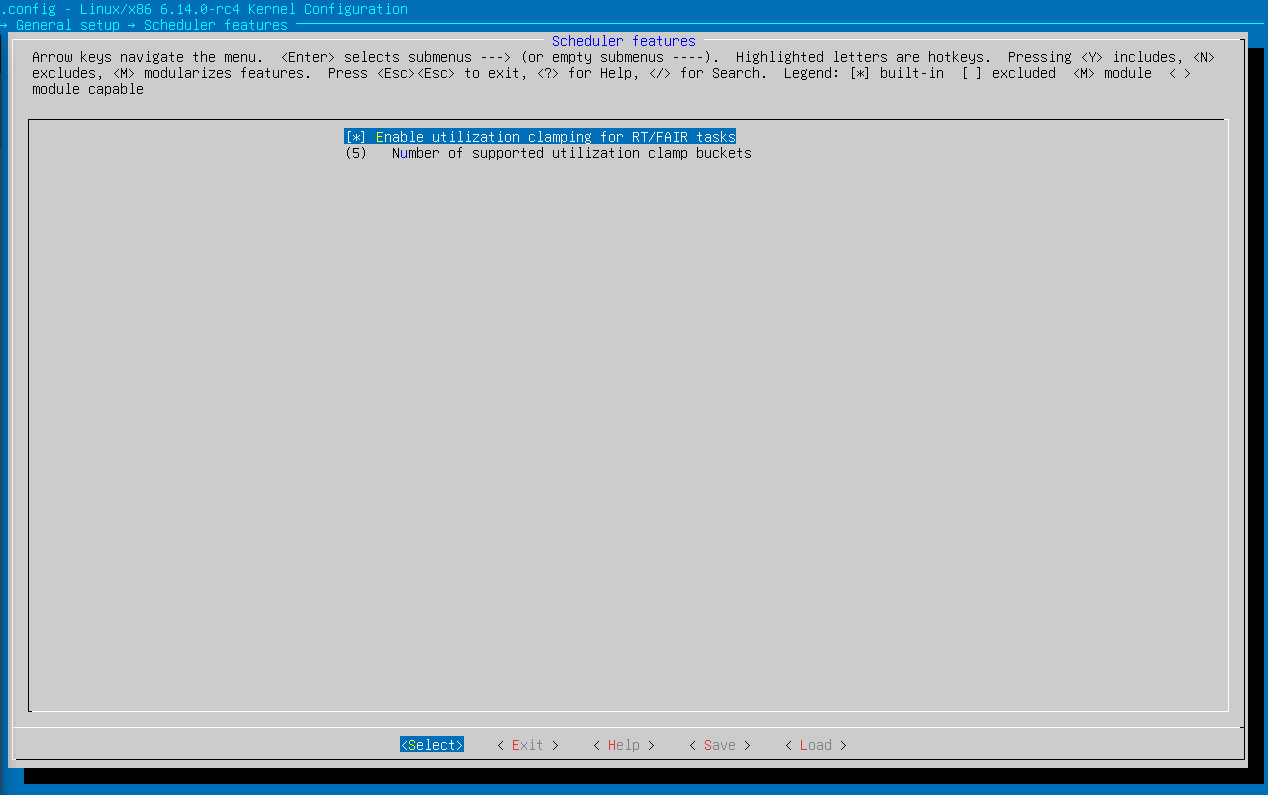 .config - Linux/x86 6.14.0-rc4 Kernel Configuration
→ General setup → Scheduler features
Scheduler features
Arrow keys navigate the menu.  <Enter> selects submenus ---> (or empty submenus ----).  Highlighted letters are hotkeys.  Pressing <Y> includes, <N>
excludes, <M> modularizes features.  Press <Esc><Esc> to exit, <?> for Help, </> for Search.  Legend: [*] built-in  [ ] excluded  <M> module  < >
module capable
[*] Enable utilization clamping for RT/FAIR tasks
(5)   Number of supported utilization clamp buckets
<Select>    < Exit >    < Help >    < Save >    < Load >